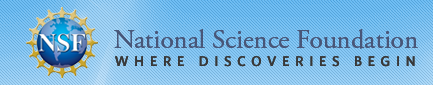 NSF
National Science Foundation
WHERE DISCOVERIES BEGIN